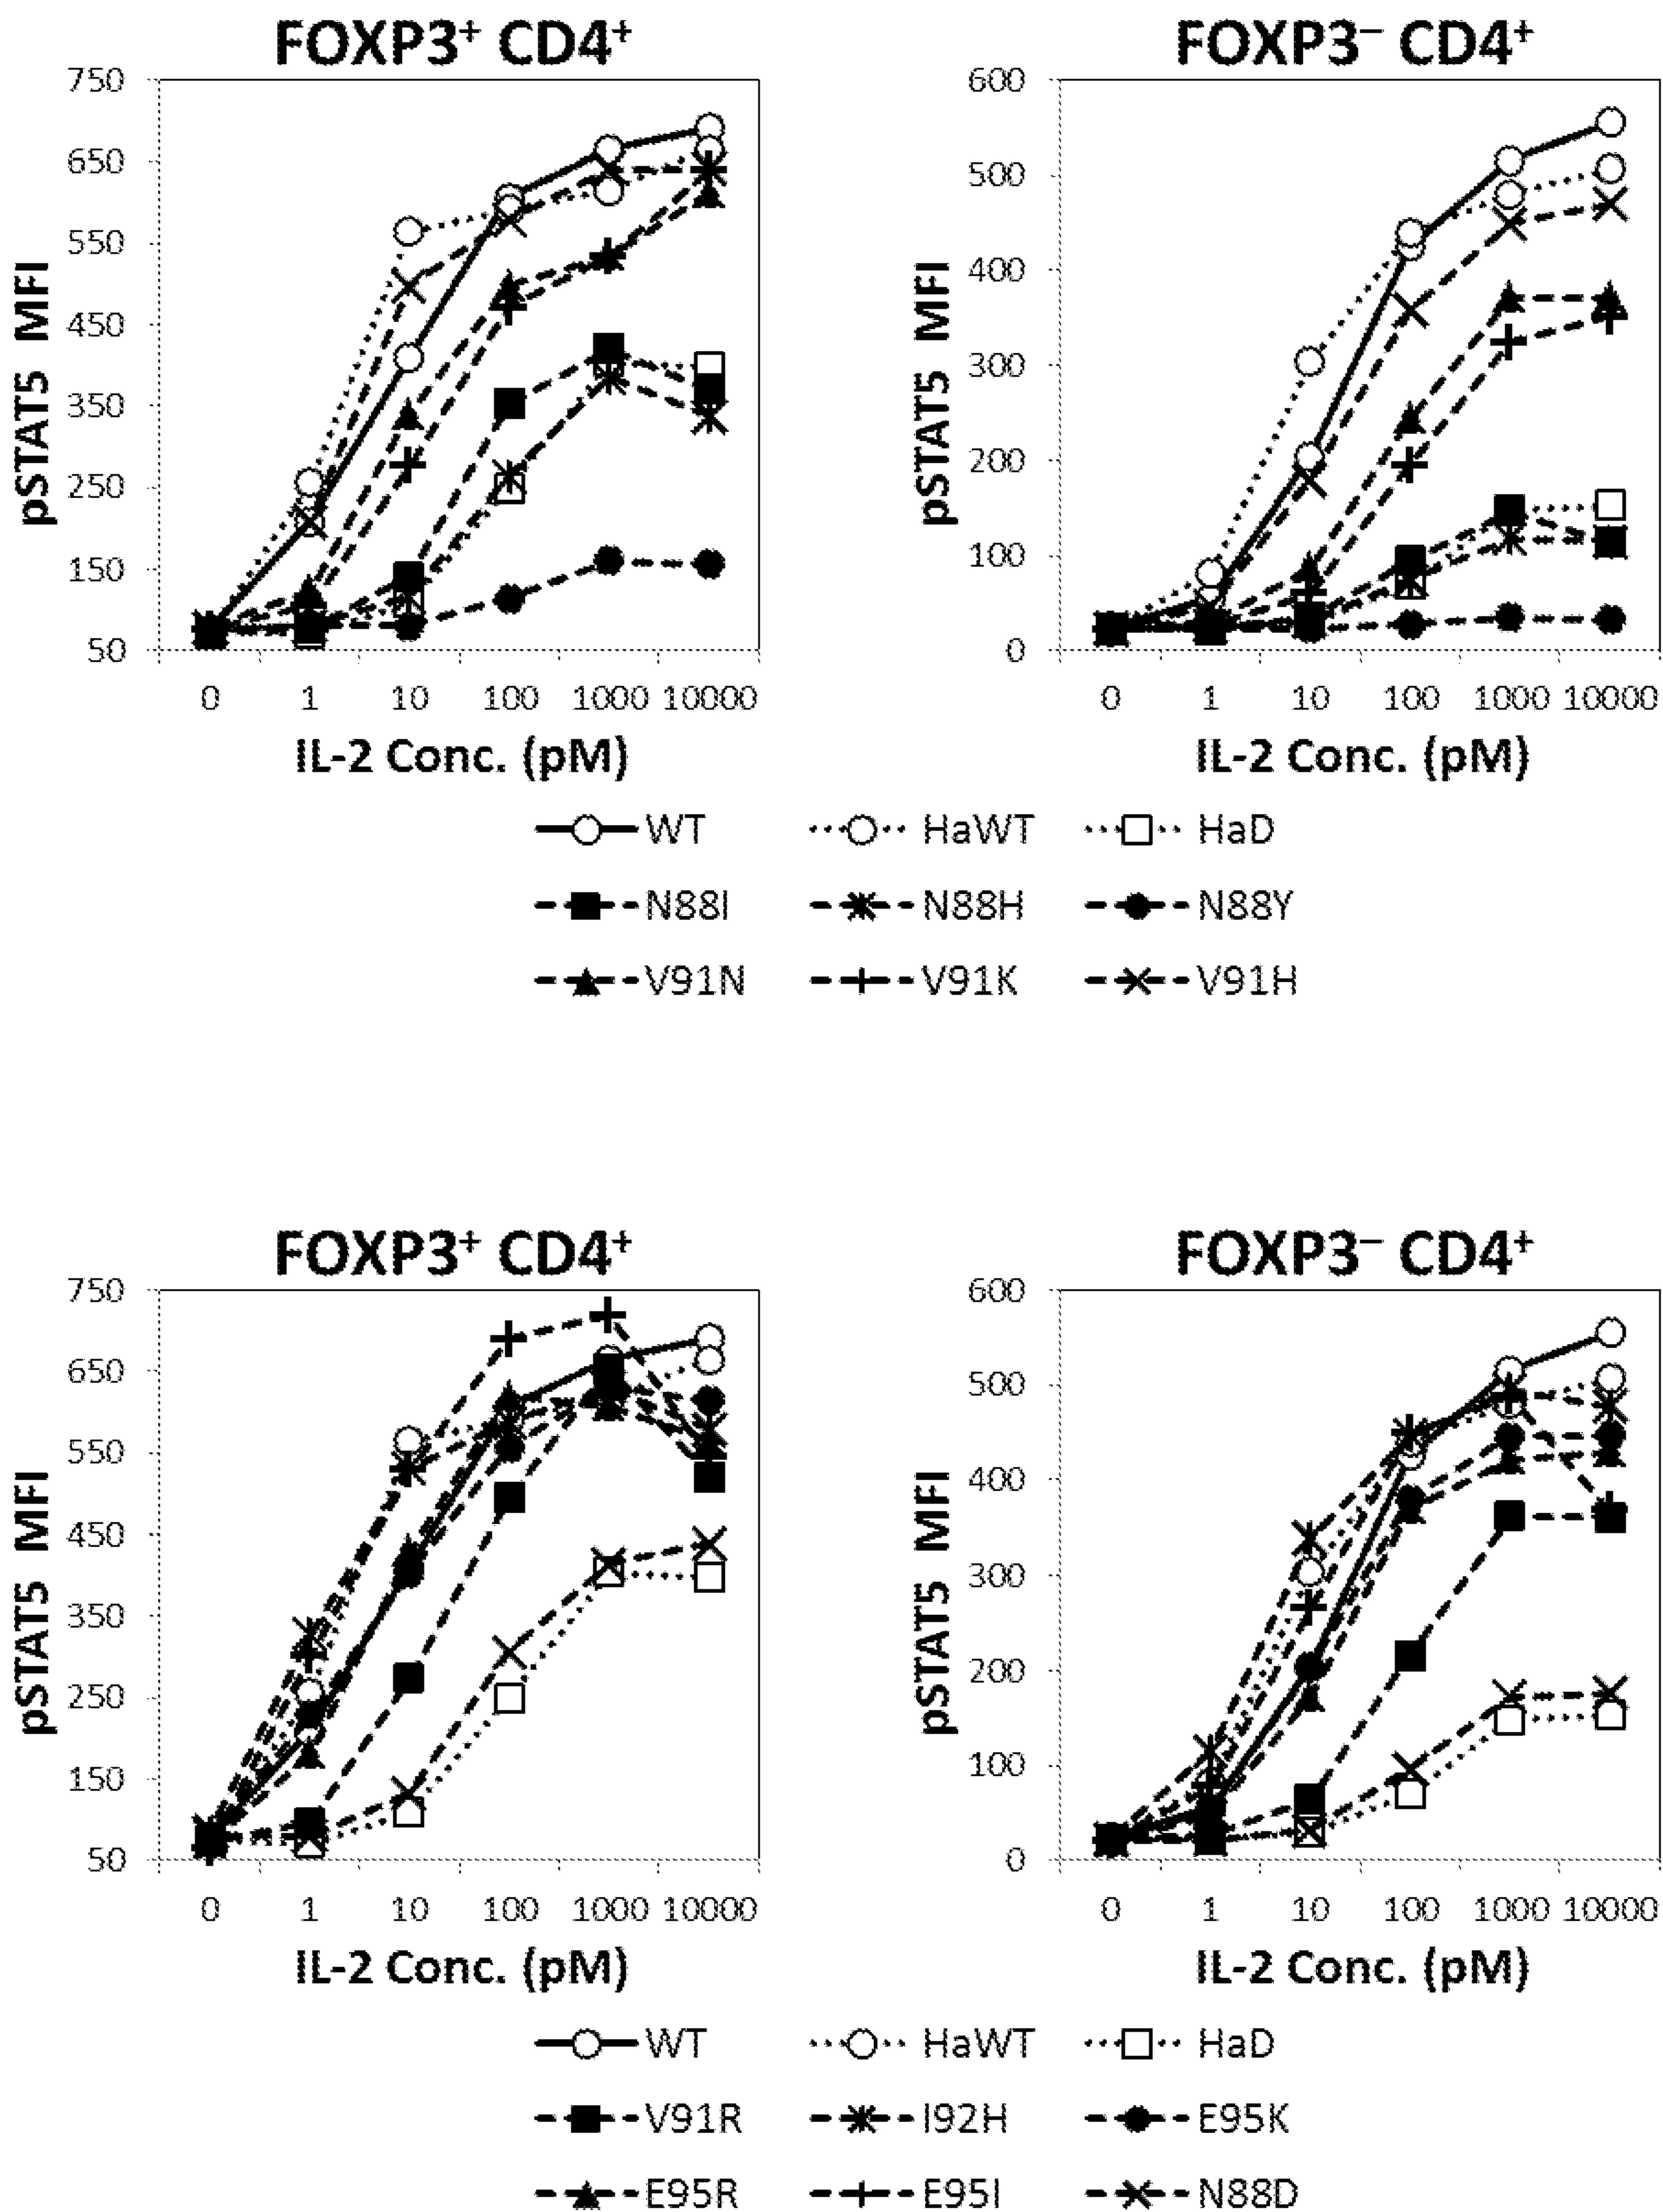 FOXP3⁺ CD4⁺ FOXP3⁻ CD4⁺
pSTAT5 MFI
750
650
550
450
350
250
150
50
0 1 10 100 1000 10000
IL-2 Conc. (pM)
pSTAT5 MFI
600
500
400
300
200
100
0
0 1 10 100 1000 10000
IL-2 Conc. (pM)
WT HaWT HaD
N88I N88H N88Y
V91N V91K V91H
FOXP3⁺ CD4⁺ FOXP3⁻ CD4⁺
pSTAT5 MFI
750
650
550
450
350
250
150
50
0 1 10 100 1000 10000
IL-2 Conc. (pM)
pSTAT5 MFI
600
500
400
300
200
100
0
0 1 10 100 1000 10000
IL-2 Conc. (pM)
WT HaWT HaD
V91R I92H E95K
E95R E95I N88D